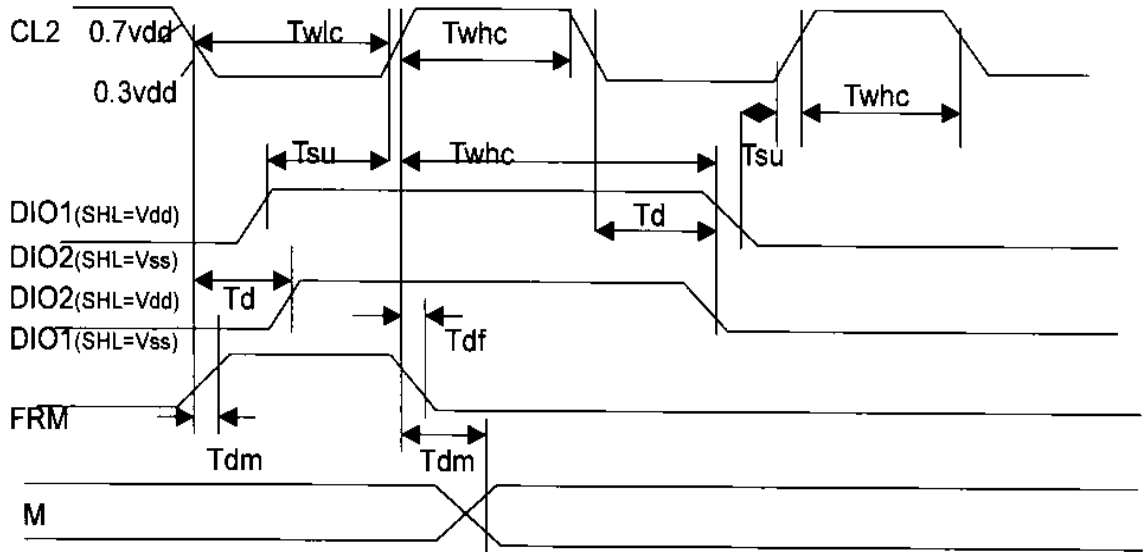 CL2 0.7vdd Twlc Twhc
0.3vdd Twhc
Tsu Twhc Tsu
DIO1(SHL=Vdd) Td
DIO2(SHL=Vss)
DIO2(SHL=Vdd) Td
DIO1(SHL=Vss) Tdf
FRM
Tdm Tdm
M